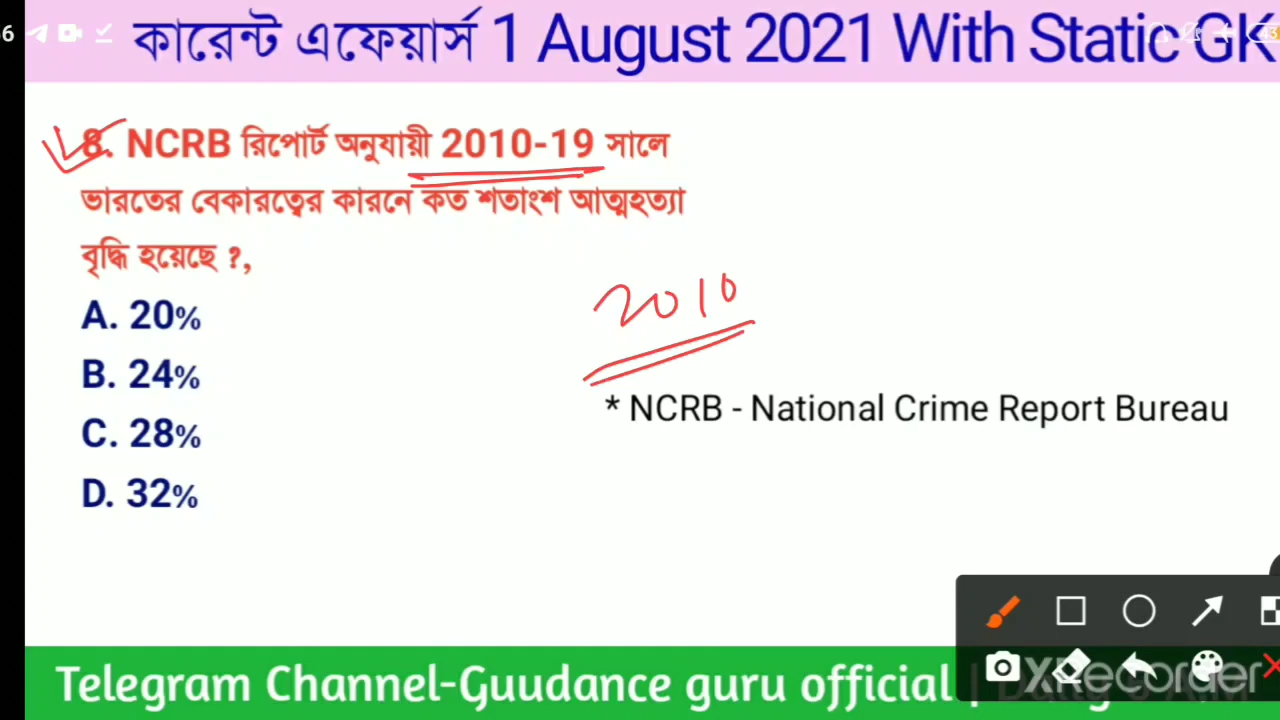 কারেন্ট এফেয়ার্স 1 August 2021 With Static GK
8. NCRB রিপোর্ট অনুযায়ী 2010-19 সালে
ভারতের বেকারত্বের কারনে কত শতাংশ আত্মহত্যা
বৃদ্ধি হয়েছে ?,
A. 20%
B. 24%
C. 28%
D. 32%
2010
* NCRB - National Crime Report Bureau
Telegram Channel-Guudance guru official |
XRecorder